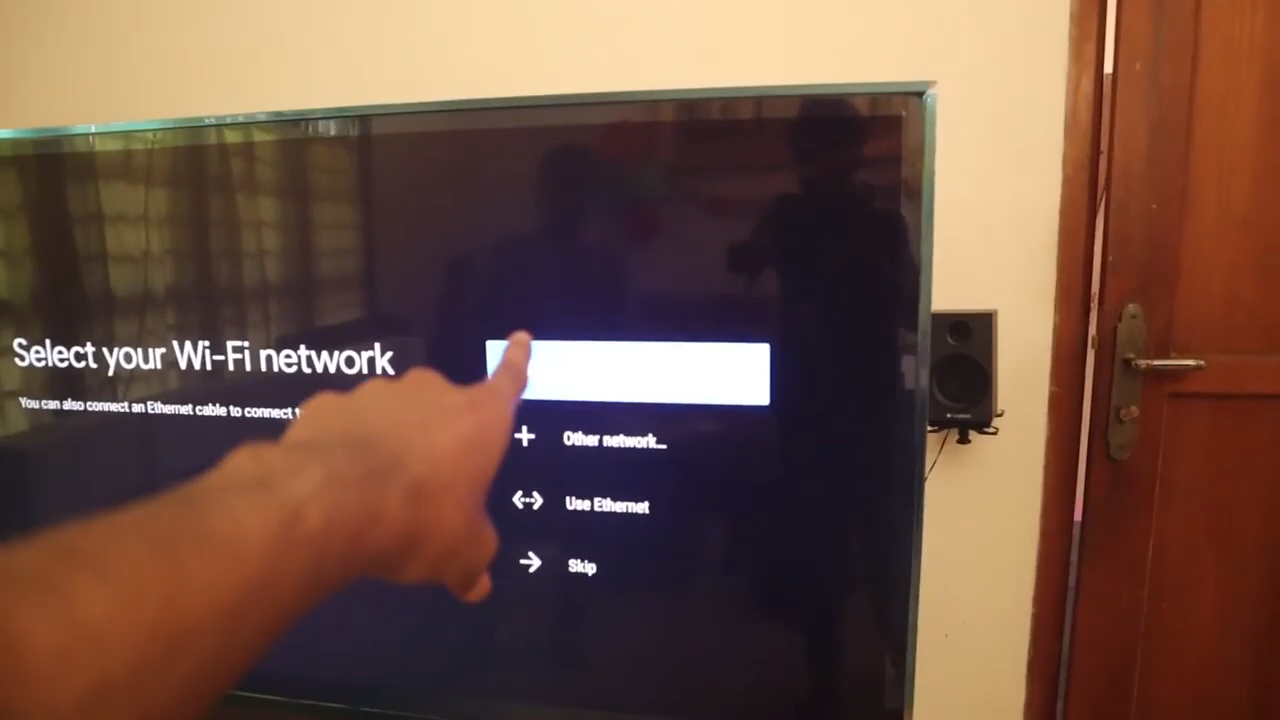 Select your Wi-Fi network
You can also connect an Ethernet cable to connect
Other network...
Use Ethernet
Skip